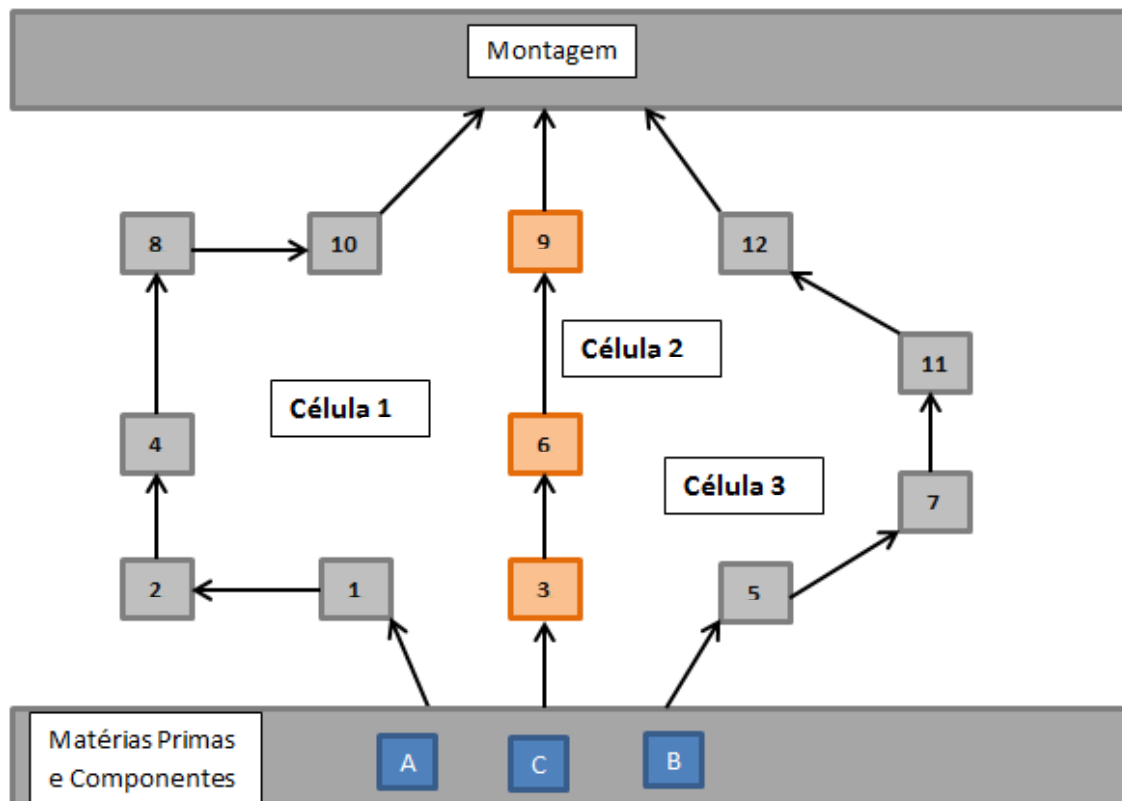 Montagem
8
10
9
12
Célula 2
11
Célula 1
4
6
Célula 3
7
2
1
3
5
Matérias Primas
e Componentes
A
C
B